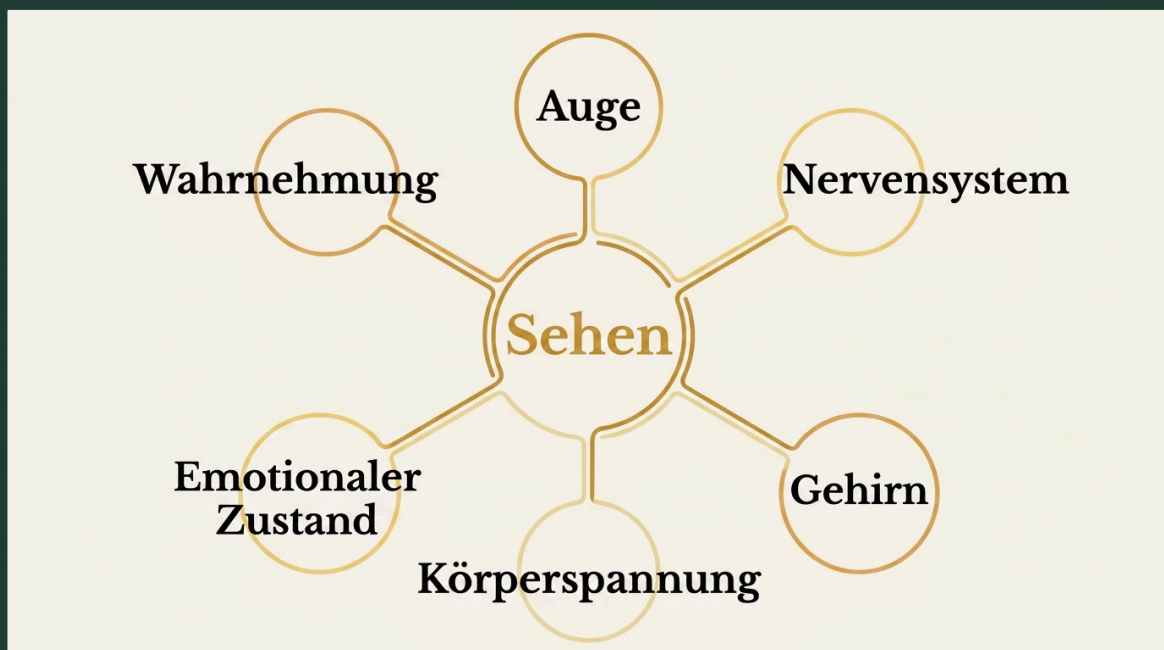 Auge
Wahrnehmung
Nervensystem
Sehen
Emotionaler
Zustand
Gehirn
Körperspannung